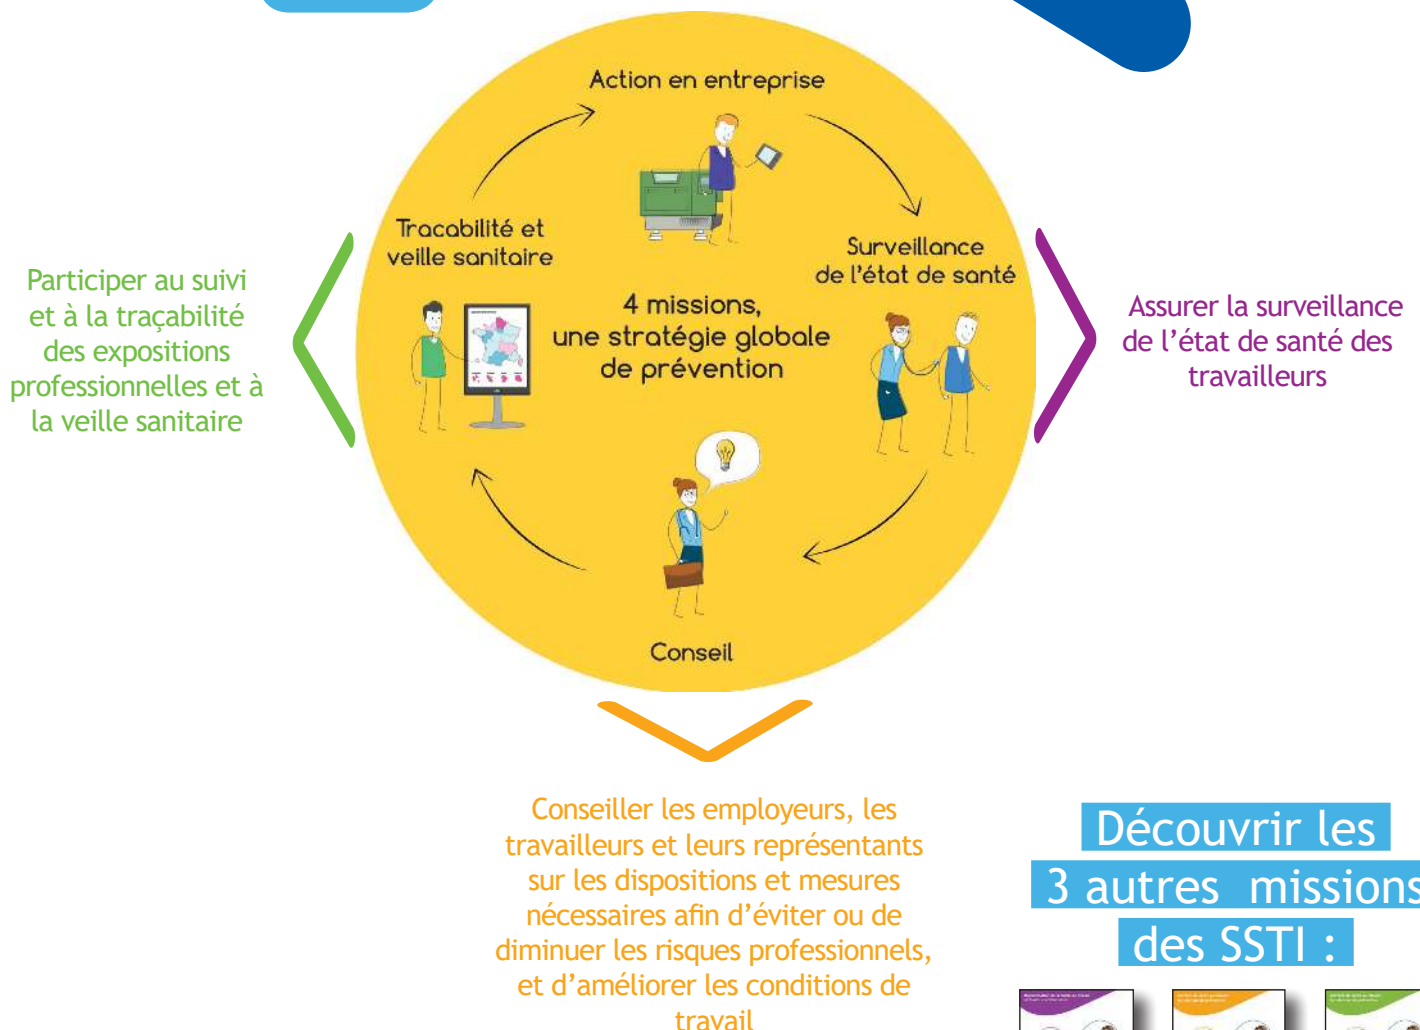 Action en entreprise
Tracabilité et
veille sanitaire
Surveillance
de l'état de santé
4 missions,
une stratégie globale
de prévention
Conseil
Participer au suivi
et à la traçabilité
des expositions
professionnelles et à
la veille sanitaire
Assurer la surveillance
de l'état de santé des
travailleurs
Conseiller les employeurs, les
travailleurs et leurs représentants
sur les dispositions et mesures
nécessaires afin d'éviter ou de
diminuer les risques professionnels,
et d'améliorer les conditions de
travail
Découvrir les
3 autres missions
des SSTI :